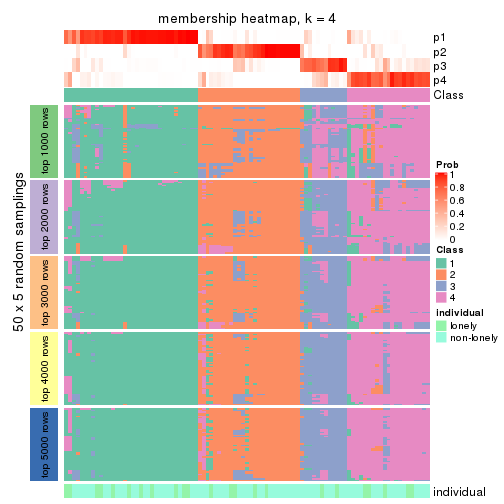 membership heatmap, k = 4
p1
p2
p3
p4
Class
50 x 5 random samplings
top 1000 rows
top 2000 rows
top 3000 rows
top 4000 rows
top 5000 rows
individual
Prob
1
0.8
0.6
0.4
0.2
0
Class
1
2
3
4
individual
lonely
non-lonely